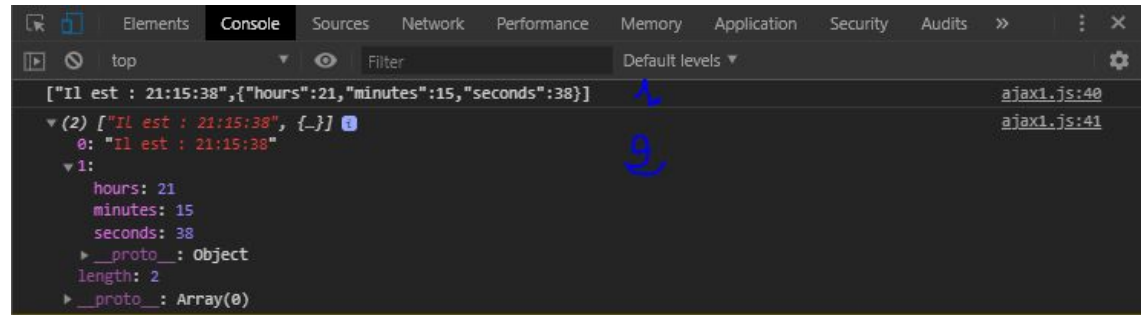 Elements Console Sources Network Performance Memory Application Security Audits »
top Filter Default levels ▼
["Il est : 21:15:38",{"hours":21,"minutes":15,"seconds":38}] ajax1.js:40
▼(2) ["Il est : 21:15:38", {…}] ajax1.js:41
0: "Il est : 21:15:38"
▼1:
hours: 21
minutes: 15
seconds: 38
▶__proto__: Object
length: 2
▶__proto__: Array(0)